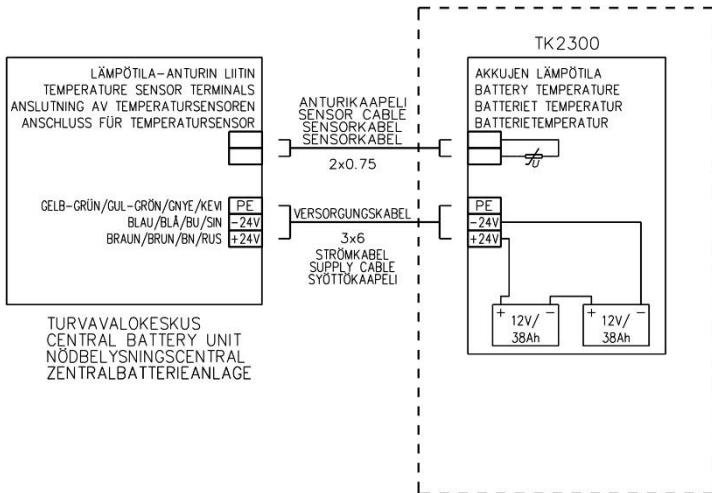 TK2300
LÄMPÖTILA-ANTURIN LIITIN
TEMPERATURE SENSOR TERMINALS
ANSLUTNING AV TEMPERATURSENSOREN
ANSCHLUSS FÜR TEMPERATURSENSOR
ANTURIKAAPELI
SENSOR CABLE
SENSORKABEL
SENSORKABEL
2x0.75
AKKUJEN LÄMPÖTILA
BATTERY TEMPERATURE
BATTERIET TEMPERATUR
BATTERIETEMPERATUR
U
GELB-GRÜN/GUL-GRÖN/GNYE/KEVI PE
BLAU/BLÅ/BU/SIN -24V
BRAUN/BRUN/BN/RUS +24V
VERSORGUNGSKABEL
3x6
STRÖMKABEL
SUPPLY CABLE
SYÖTTÖKAAPELI
PE
-24V
+24V
+ 12V/ -
38Ah
+ 12V/ -
38Ah
TURVAVALOKESKUS
CENTRAL BATTERY UNIT
NÖDBELYSNINGSCENTRAL
ZENTRALBATTERIEANLAGE